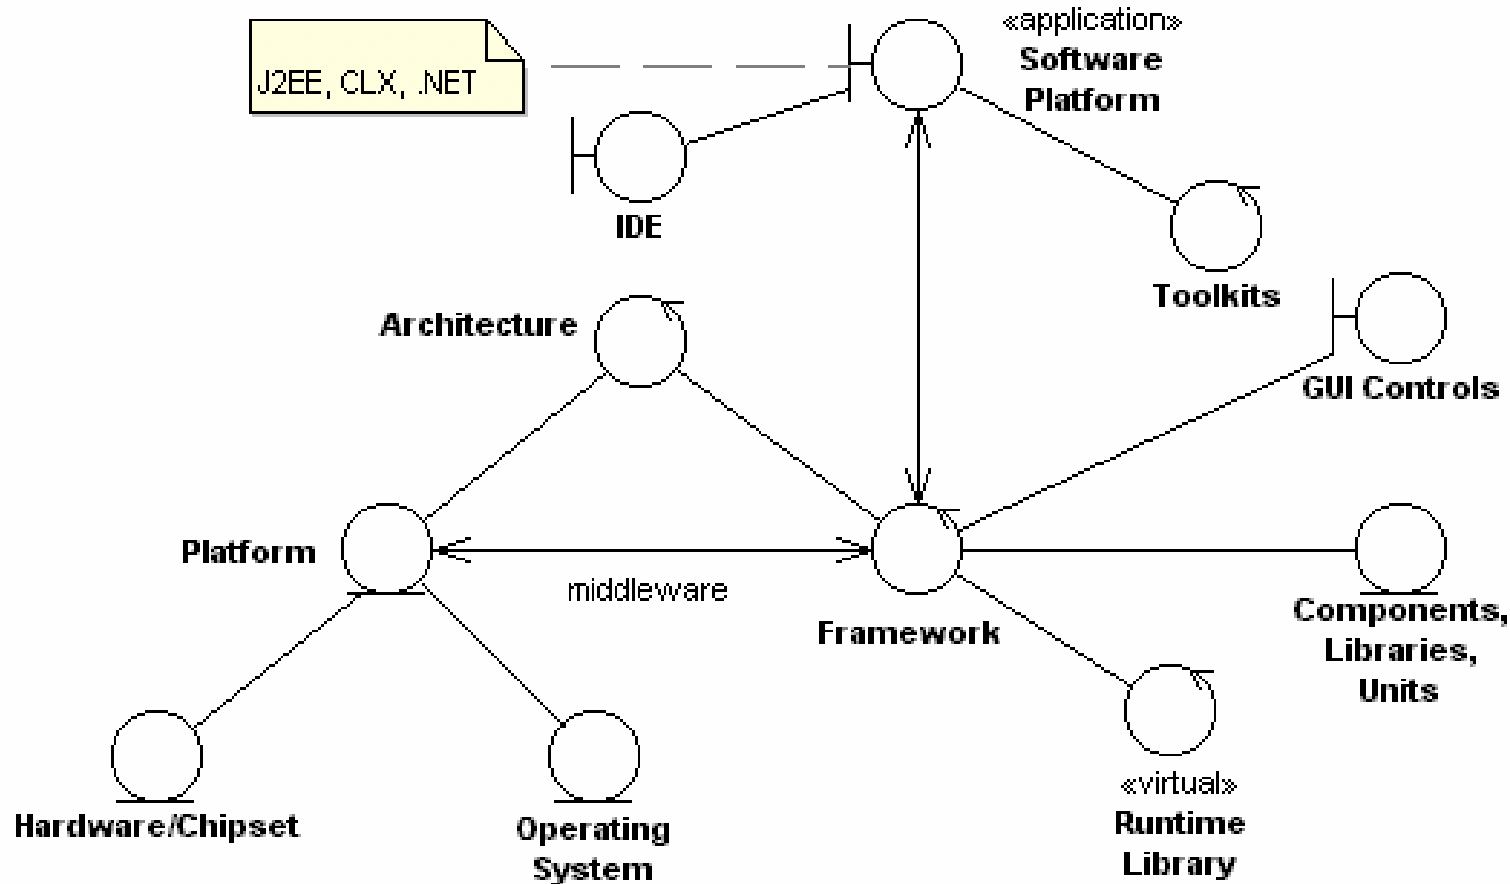 «application»
Software
Platform
J2EE, CLX, .NET
IDE
Toolkits
Architecture
GUI Controls
Platform
middleware
Framework
Components,
Libraries,
Units
«virtual»
Runtime
Library
Hardware/Chipset
Operating
System